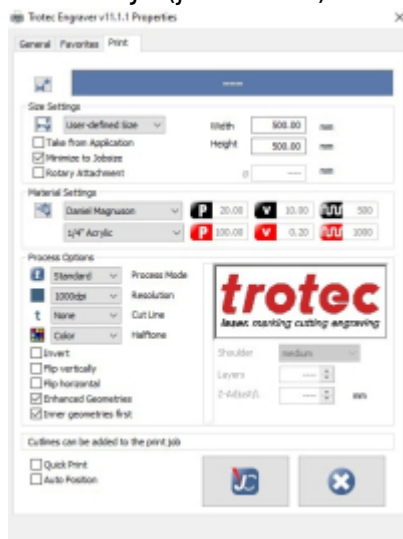 Trotec Engraver v11.1.1 Properties
General Favorites Print
----
Size Settings
User-defined Size Width 500.00 mm
Take from Application Height 500.00 mm
Minimize to Jobsize
Rotary Attachment ø ---- mm
Material Settings
Daniel Magnuson P 20.00 V 10.00 500
1/4" Acrylic P 100.00 V 0.20 1000
Process Options
Standard Process Mode
1000dpi Resolution
t None Cut Line
Color Halftone
trotec
laser. marking cutting engraving
Invert
Flip vertically
Flip horizontal
Enhanced Geometries
Inner geometries first
Shoulder medium
Layers ----
Z-Adjust/L ---- mm
Cutlines can be added to the print job
Quick Print
Auto Position
JC